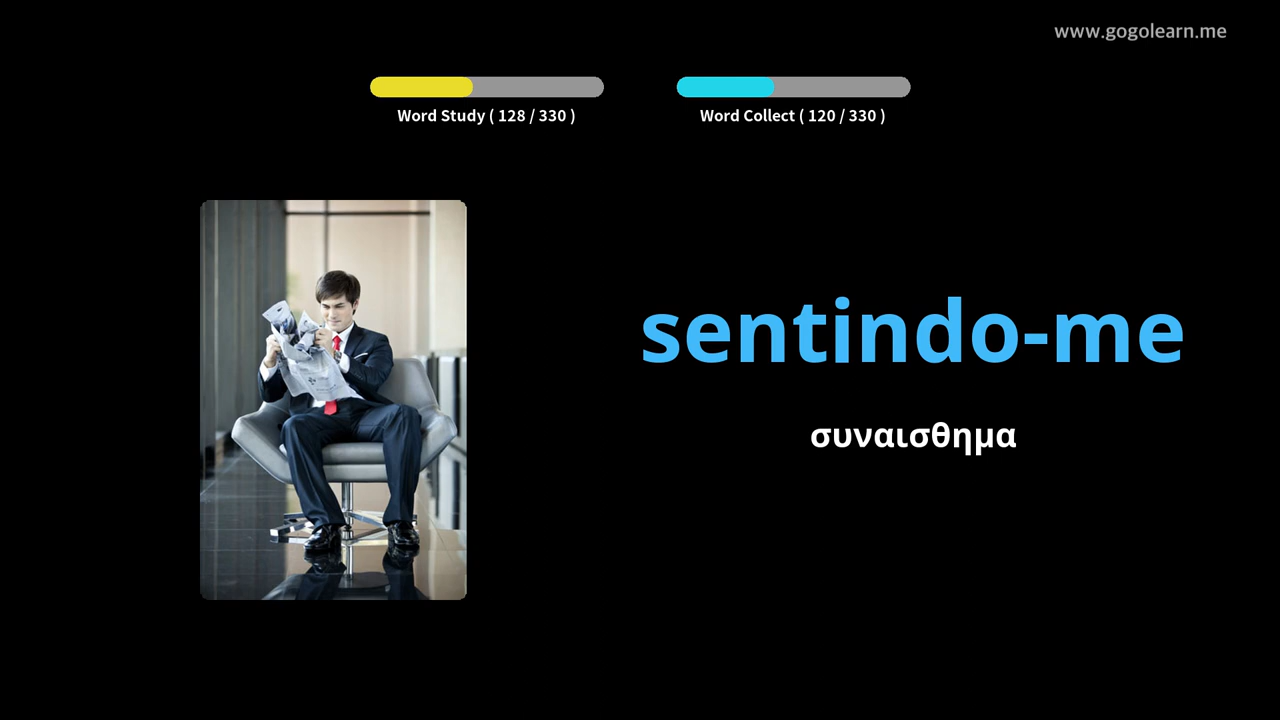 www.gogolearn.me
Word Study ( 128 / 330 )
Word Collect ( 120 / 330 )
sentindo-me
συναισθημα